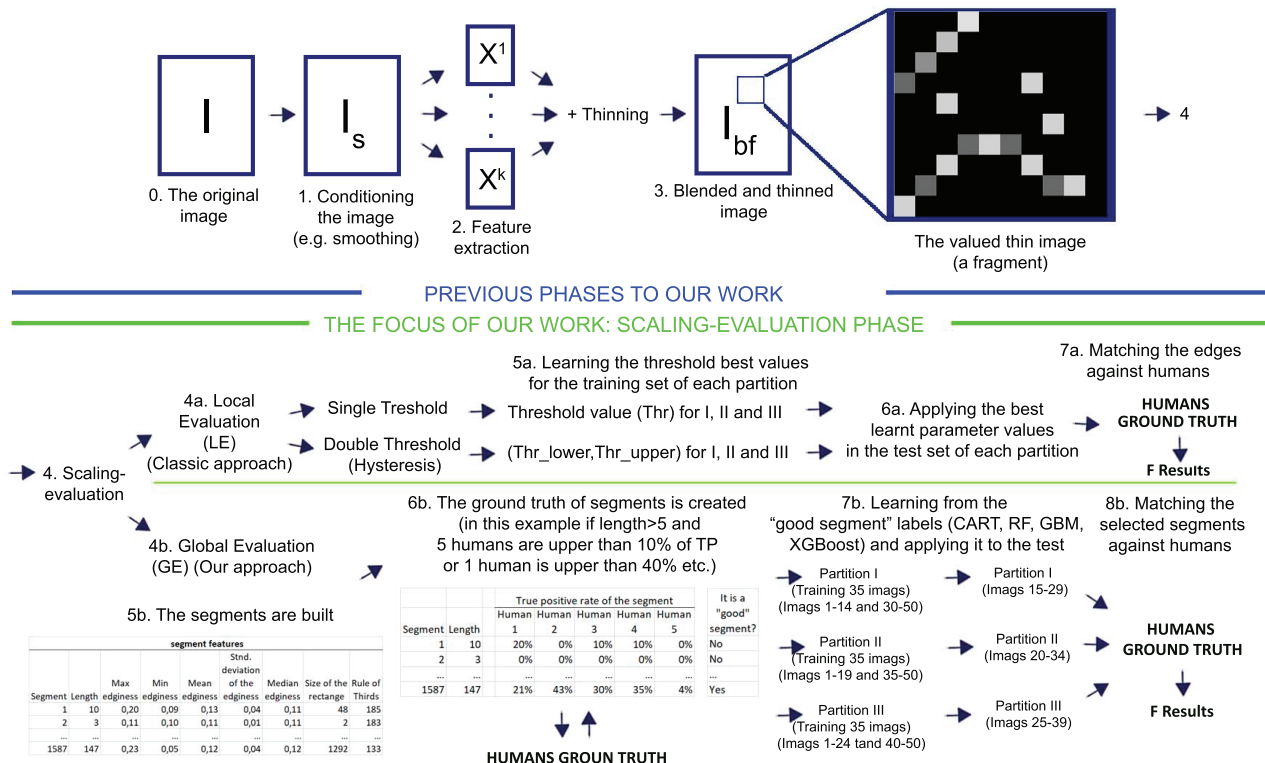 I
I_s
X^1
X^k
+ Thinning
I_bf
4
0. The original
image
1. Conditioning
the image
(e.g. smoothing)
2. Feature
extraction
3. Blended and thinned
image
The valued thin image
(a fragment)
PREVIOUS PHASES TO OUR WORK
THE FOCUS OF OUR WORK: SCALING-EVALUATION PHASE
4. Scaling-
evaluation
4a. Local
Evaluation
(LE)
(Classic approach)
Single Treshold
Double Threshold
(Hysteresis)
5a. Learning the threshold best values
for the training set of each partition
Threshold value (Thr) for I, II and III
(Thr_lower,Thr_upper) for I, II and III
6a. Applying the best
learnt parameter values
in the test set of each partition
7a. Matching the edges
against humans
HUMANS
GROUND TRUTH
F Results
4b. Global Evaluation
(GE) (Our approach)
5b. The segments are built
segment features
Segment Length Max edginess Min edginess Mean edginess Stnd. deviation of the edginess Median edginess Size of the rectange Rule of Thirds
1 10 0,20 0,09 0,13 0,04 0,11 48 185
2 3 0,11 0,10 0,11 0,01 0,11 2 183
... ... ... ... ... ... ... ...
1587 147 0,23 0,05 0,12 0,04 0,12 1292 133
6b. The ground truth of segments is created
(in this example if length>5 and
5 humans are upper than 10% of TP
or 1 human is upper than 40% etc.)
True positive rate of the segment
Segment Length Human 1 Human 2 Human 3 Human 4 Human 5 It is a "good" segment?
1 10 20% 0% 10% 10% 0% No
2 3 0% 0% 0% 0% 0% No
... ... ... ... ... ... ...
1587 147 21% 43% 30% 35% 4% Yes
HUMANS GROUN TRUTH
7b. Learning from the
“good segment” labels (CART, RF, GBM,
XGBoost) and applying it to the test
Partition I
(Training 35 imags)
(Imags 1-14 and 30-50)
Partition I
(Imags 15-29)
Partition II
(Training 35 imags)
(Imags 1-19 and 35-50)
Partition II
(Imags 20-34)
Partition III
(Training 35 imags)
(Imags 1-24 tand 40-50)
Partition III
(Imags 25-39)
8b. Matching the
selected segments
against humans
HUMANS
GROUND TRUTH
F Results